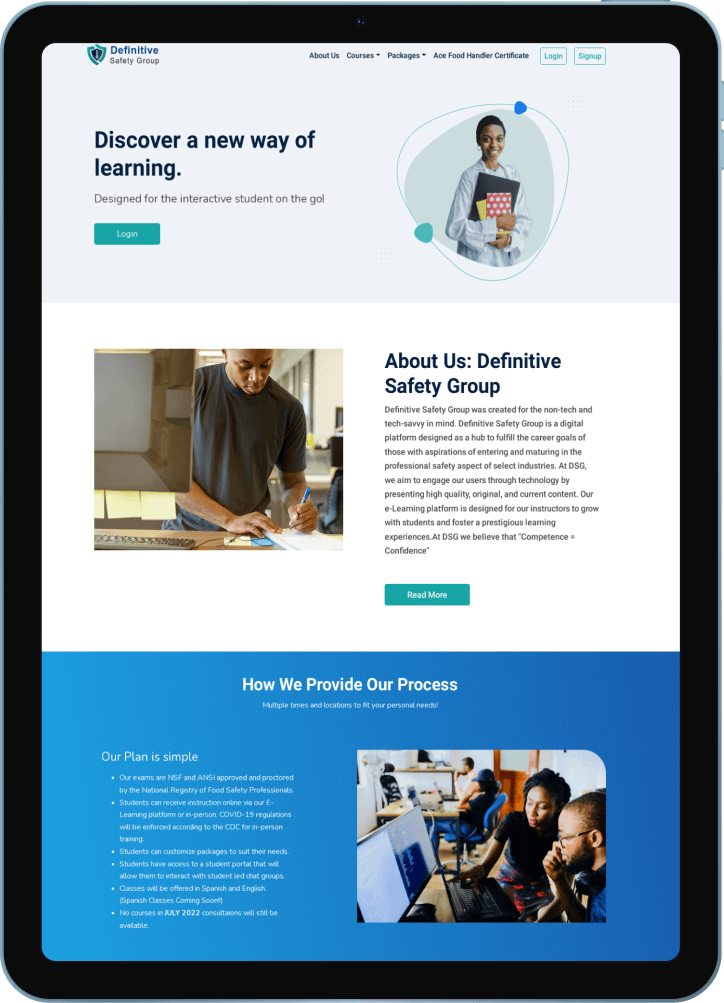 Definitive
Safety Group
About Us Courses Packages Ace Food Handler Certificate Login Signup
Discover a new way of
learning.
Designed for the interactive student on the go!
Login
About Us: Definitive
Safety Group
Definitive Safety Group was created for the non-tech and
tech-savvy in mind. Definitive Safety Group is a digital
platform designed as a hub to fulfill the career goals of
those with aspirations of entering and maturing in the
professional safety aspect of select industries. At DSG,
we aim to engage our users through technology by
presenting high quality, original, and current content. Our
e-Learning platform is designed for our instructors to grow
with students and foster a prestigious learning
experiences.At DSG we believe that "Competence =
Confidence"
Read More
How We Provide Our Process
Multiple times and locations to fit your personal needs!
Our Plan is simple
Our exams are NSF and ANSI approved and proctored
by the National Registry of Food Safety Professionals.
Students can receive instruction online via our E-
Learning platform or in-person. COVID-19 regulations
will be enforced according to the CDC for in-person
training.
Students can customize packages to suit their needs.
Students have access to a student portal that will
allow them to interact with student led chat groups.
Classes will be offered in Spanish and English.
(Spanish Classes Coming Soon!!)
No courses in JULY 2022 consultaions will still be
available.